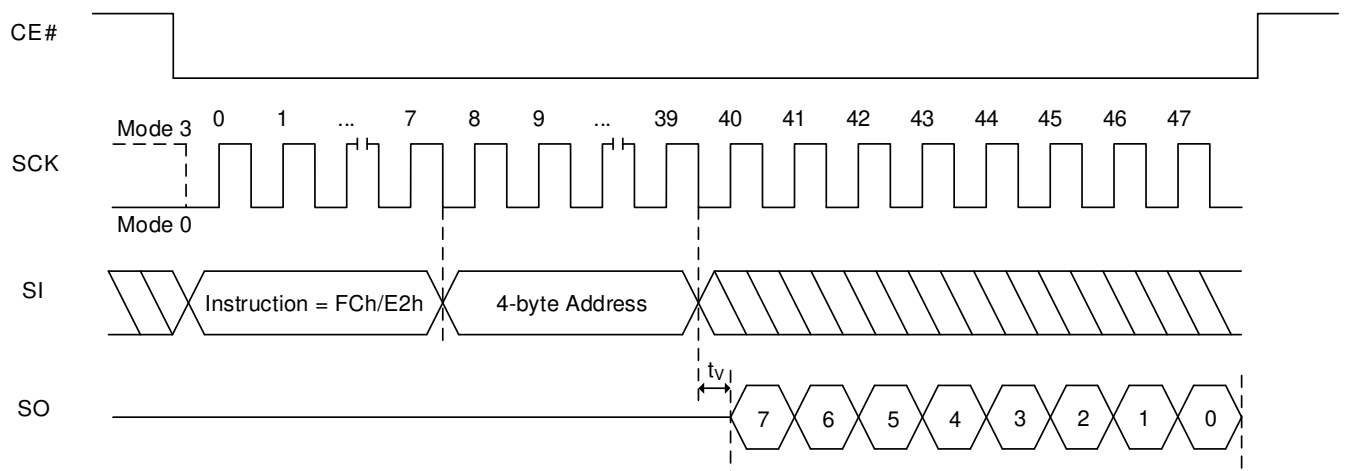 CE#
Mode 3 0 1 ... 7 8 9 ... 39 40 41 42 43 44 45 46 47
SCK
Mode 0
SI Instruction = FCh/E2h 4-byte Address
tV
SO 7 6 5 4 3 2 1 0